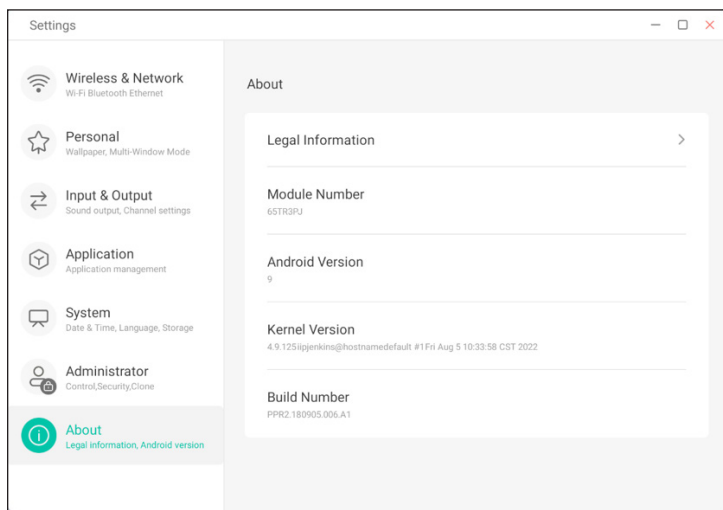 Settings
Wireless & Network
Wi-Fi Bluetooth Ethernet
Personal
Wallpaper, Multi-Window Mode
Input & Output
Sound output, Channel settings
Application
Application management
System
Date & Time, Language, Storage
Administrator
Control,Security,Clone
About
Legal information, Android version
About
Legal Information
Module Number
65TR3PJ
Android Version
9
Kernel Version
4.9.125iipjenkins@hostnamedefault #1Fri Aug 5 10:33:58 CST 2022
Build Number
PPR2.180905.006.A1